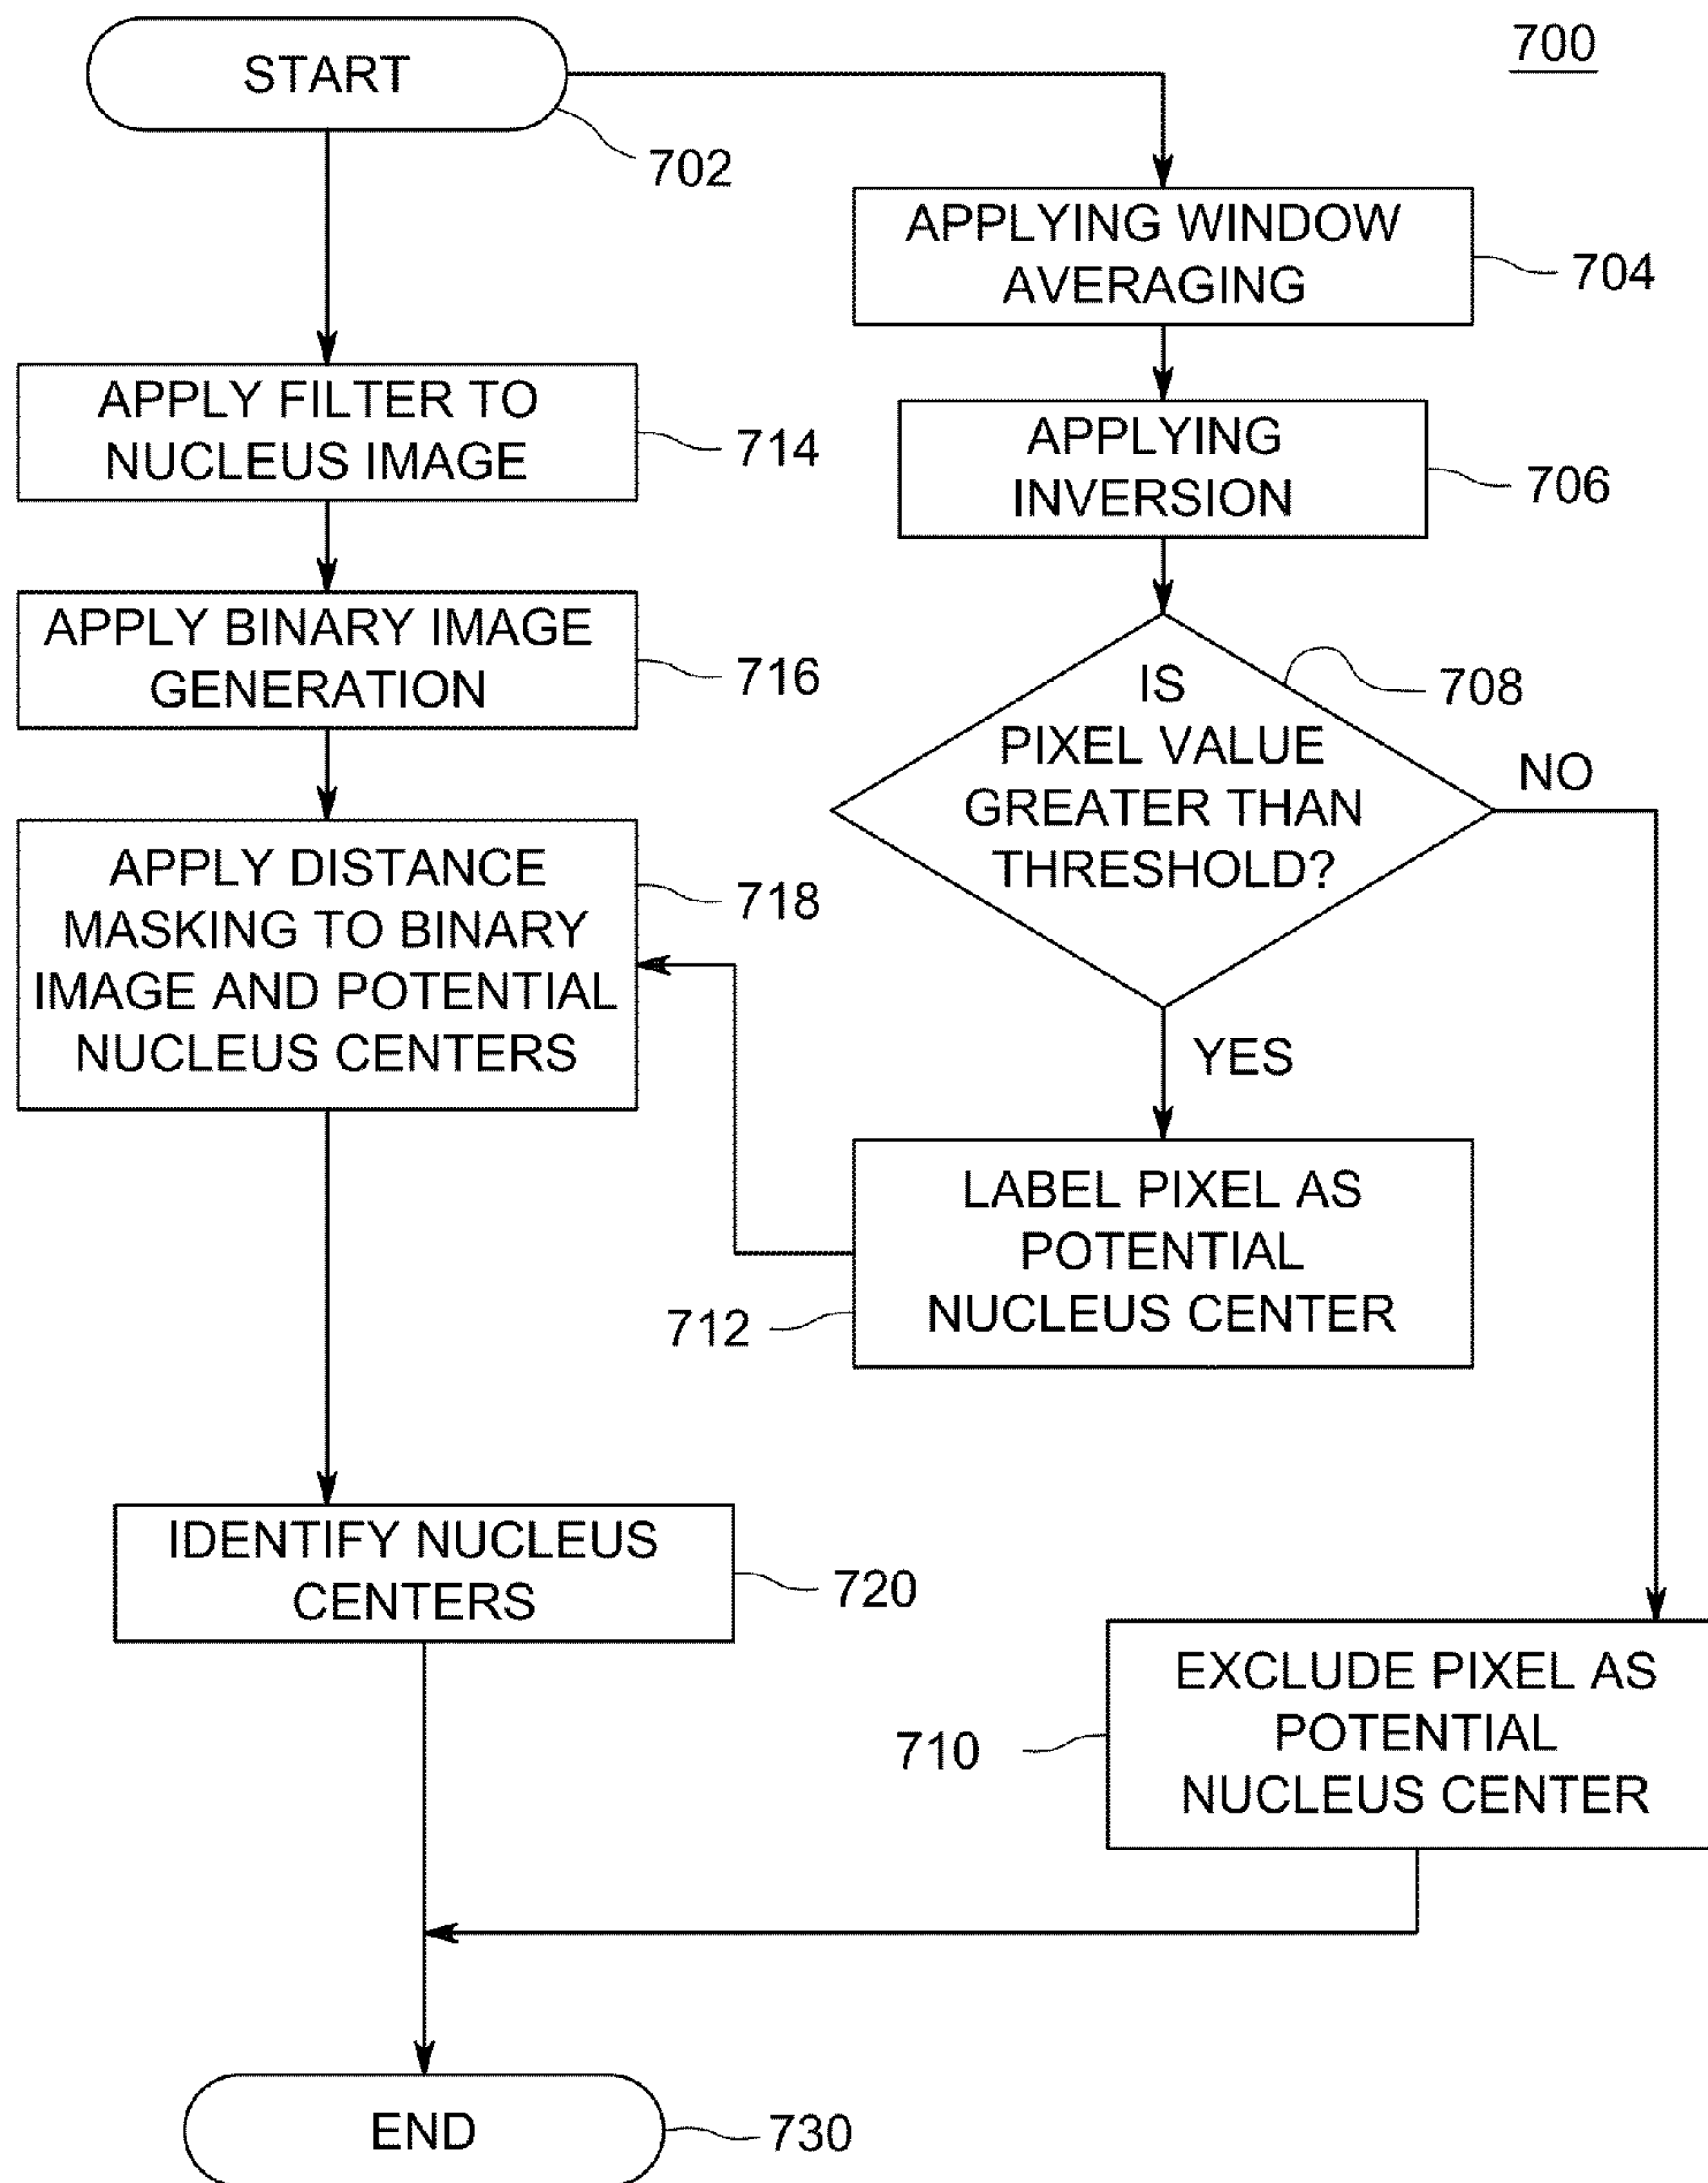 700
START
702
APPLYING WINDOW
AVERAGING
704
APPLY FILTER TO
NUCLEUS IMAGE
714
APPLYING
INVERSION
706
APPLY BINARY IMAGE
GENERATION
716
IS
PIXEL VALUE
GREATER THAN
THRESHOLD?
708
NO
YES
APPLY DISTANCE
MASKING TO BINARY
IMAGE AND POTENTIAL
NUCLEUS CENTERS
718
LABEL PIXEL AS
POTENTIAL
NUCLEUS CENTER
712
IDENTIFY NUCLEUS
CENTERS
720
EXCLUDE PIXEL AS
POTENTIAL
NUCLEUS CENTER
710
END
730